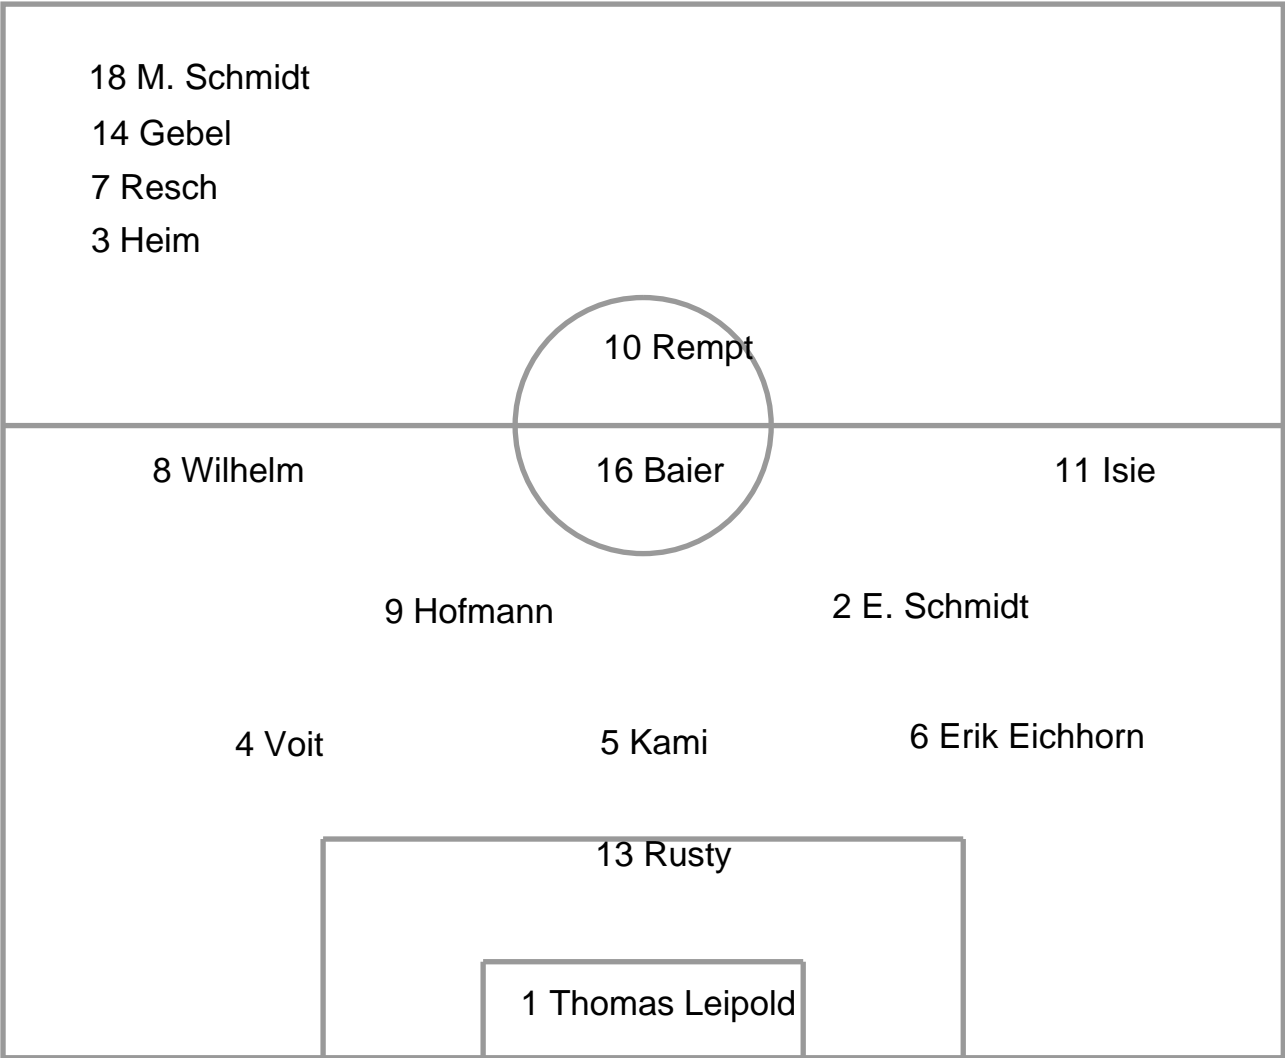 18 M. Schmidt
14 Gebel
7 Resch
3 Heim
10 Rempt
8 Wilhelm
16 Baier
11 Isie
9 Hofmann
2 E. Schmidt
4 Voit
5 Kami
6 Erik Eichhorn
13 Rusty
1 Thomas Leipold